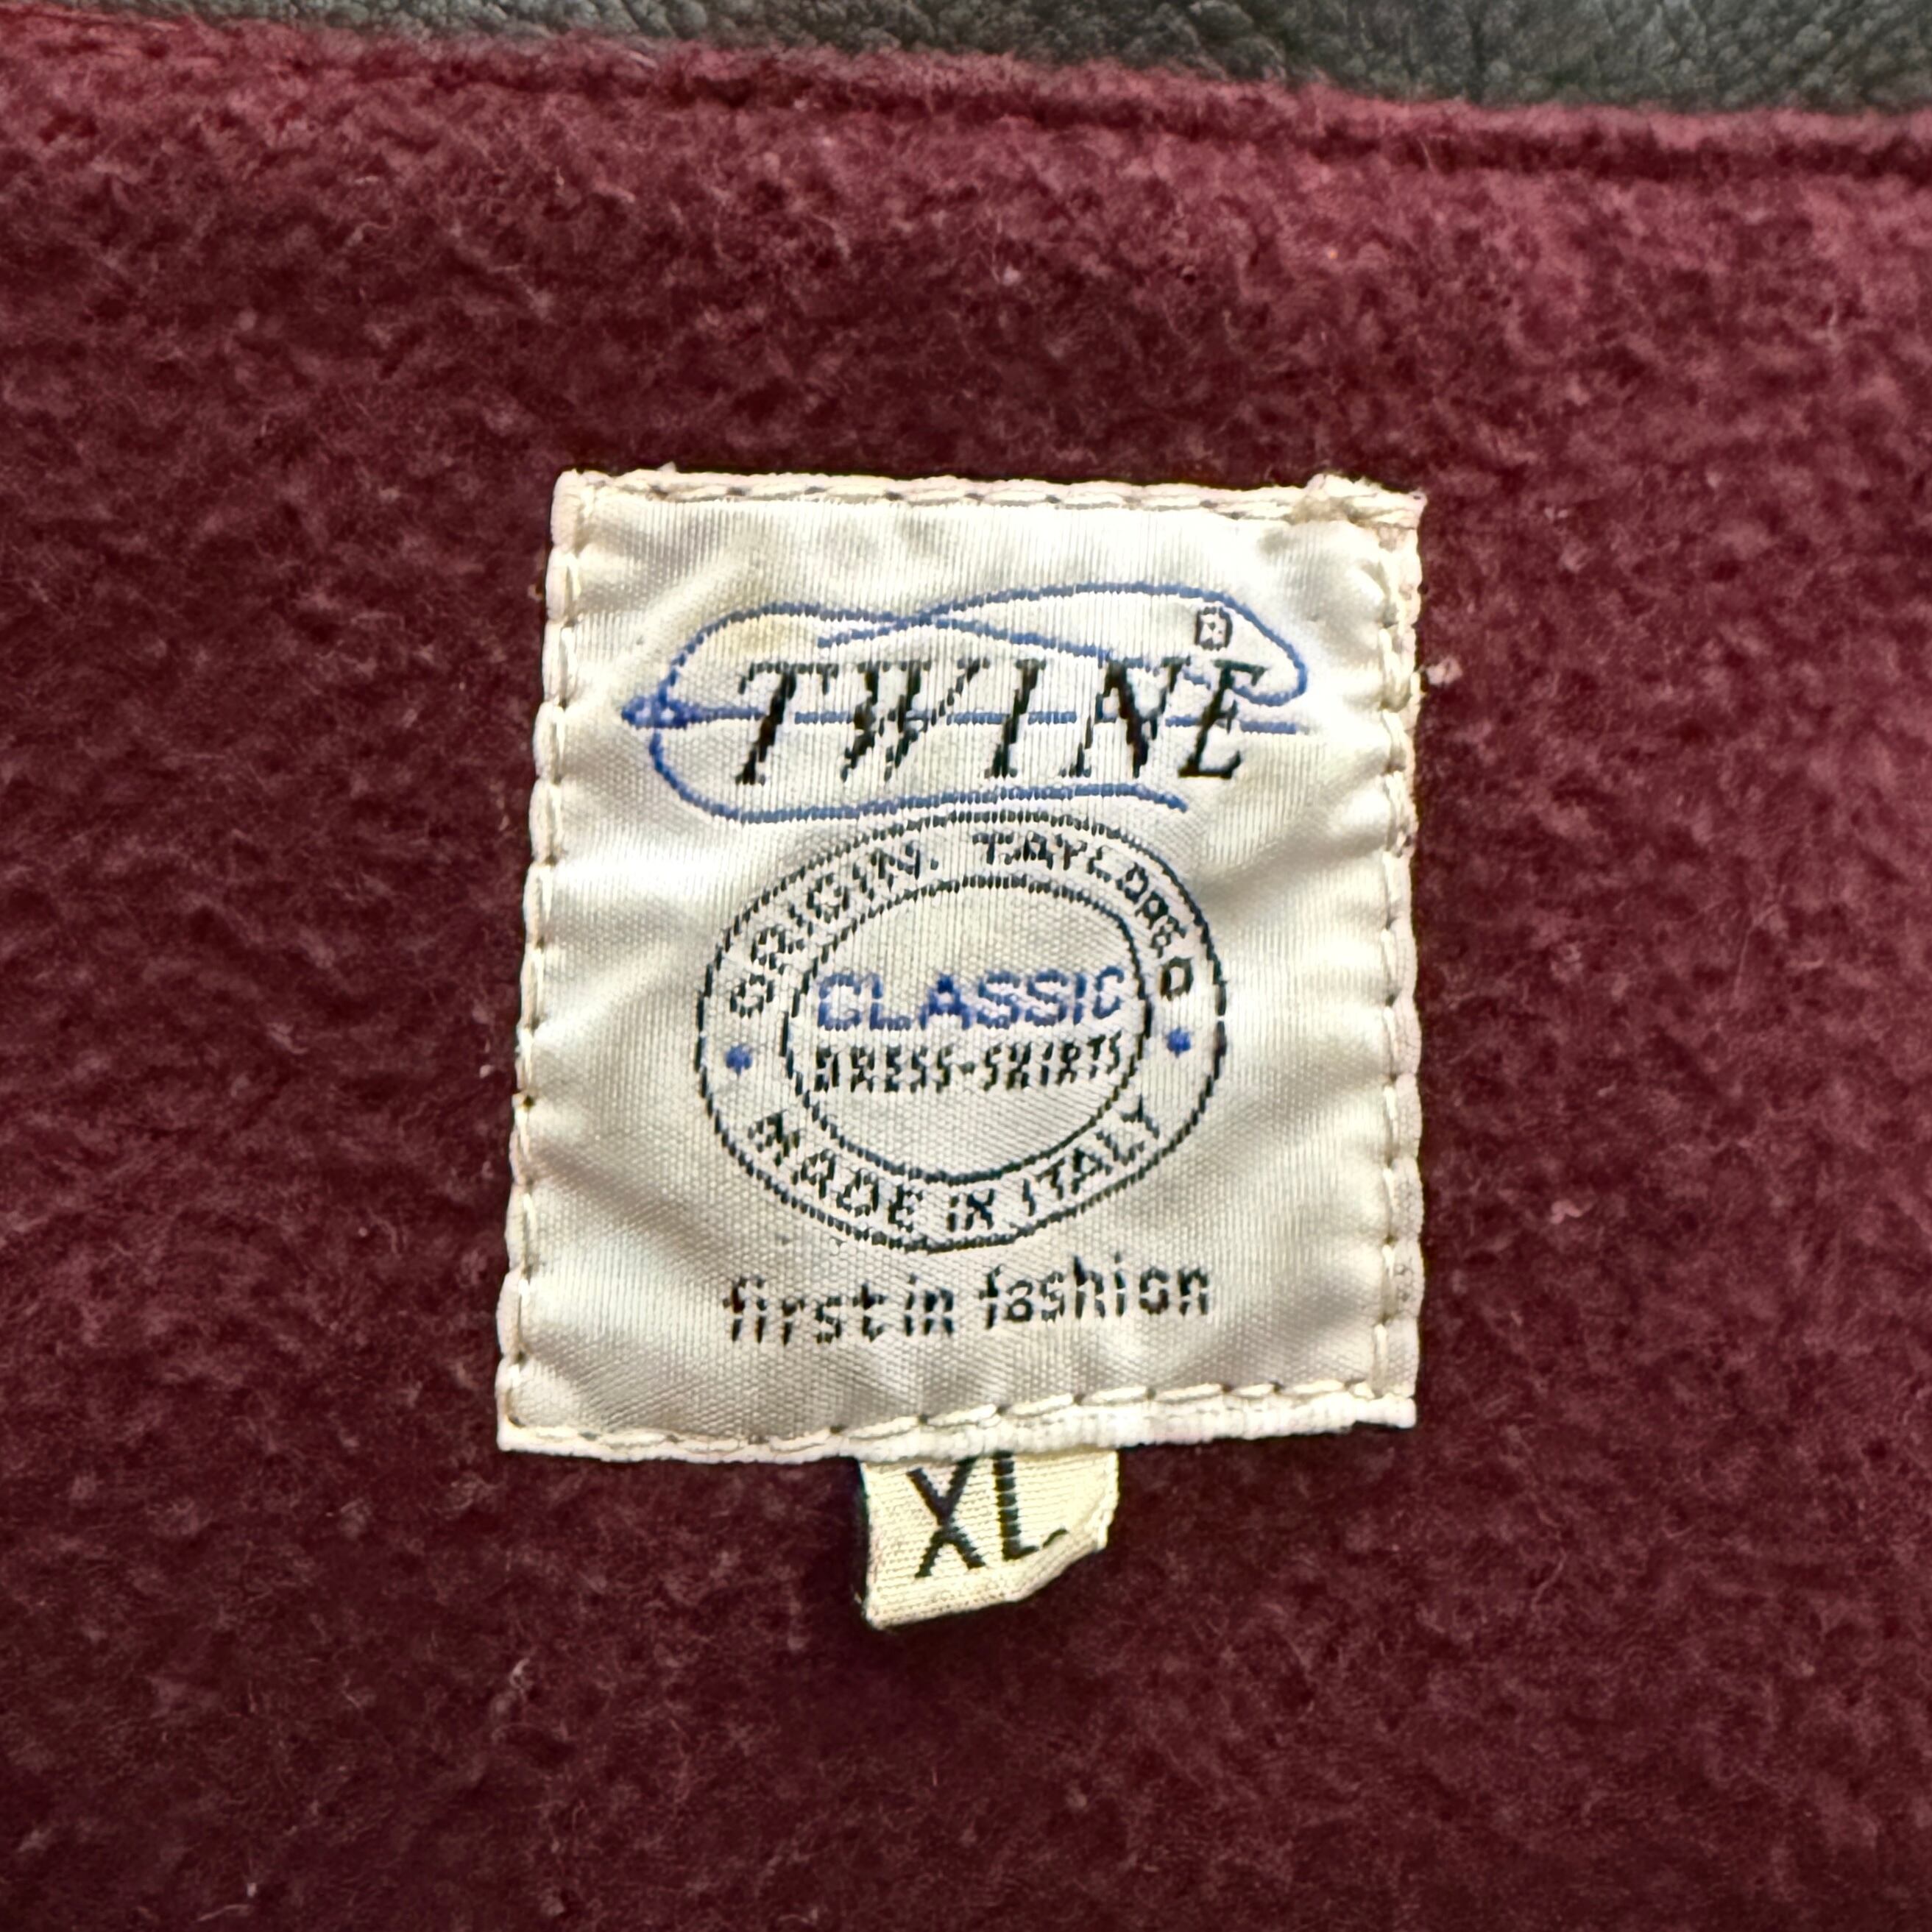 TWINE ®
ORIGIN. TAYLORED
CLASSIC
DRESS-SHIRTS
MADE IN ITALY
first in fashion
XL